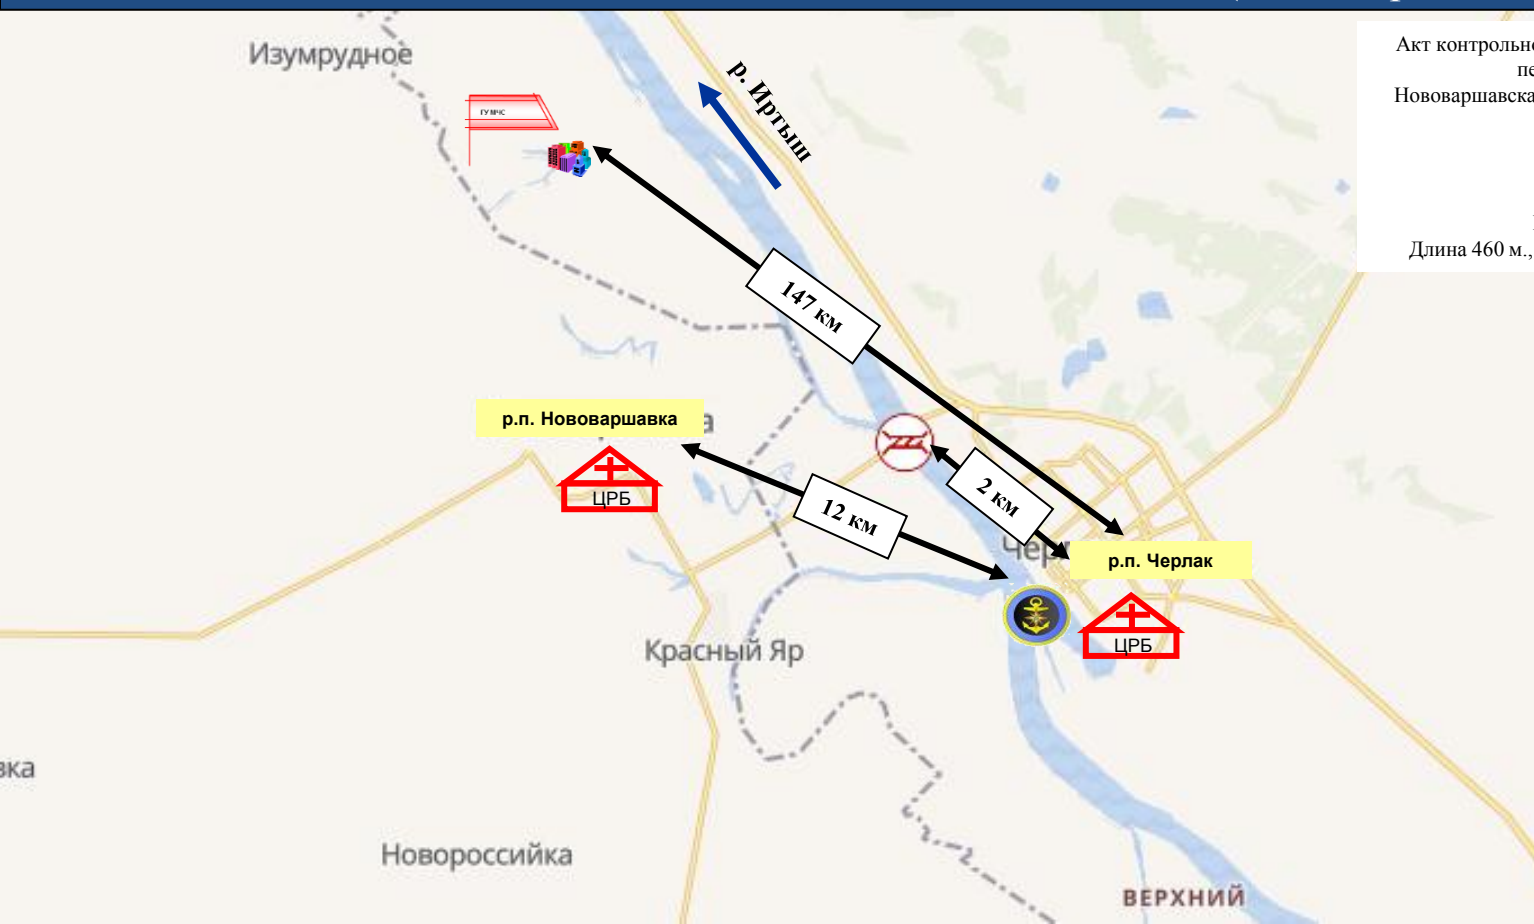 Изумрудное
Акт контрольно
пе
Нововаршавска
Длина 460 м.,
р. Иртыш
ГУ МЧС
147 км
р.п. Нововаршавка
а
ЦРБ
12 км
2 км
Чер
р.п. Черлак
ЦРБ
Красный Яр
вка
Новороссийка
ВЕРХНИЙ